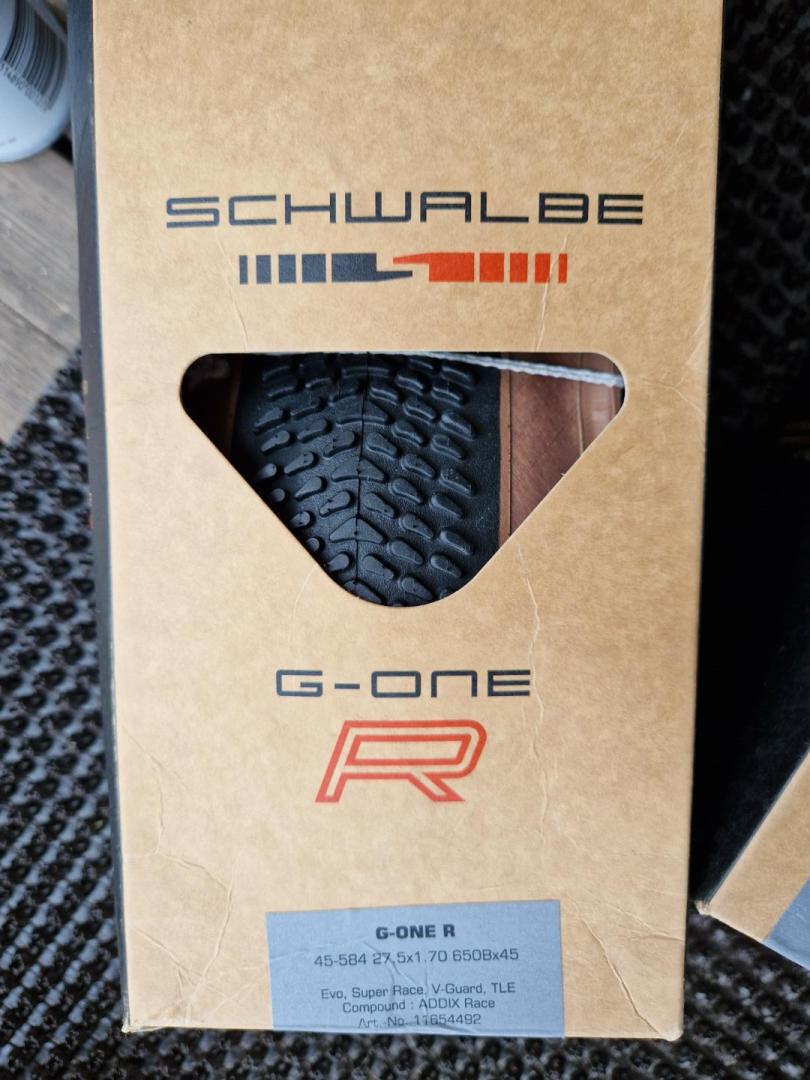 SCHWALBE
G-ONE
R
G-ONE R
45-584 27,5x1.70 650Bx45
Evo, Super Race, V-Guard, TLE
Compound : ADDIX Race
Art.-No. 11654492